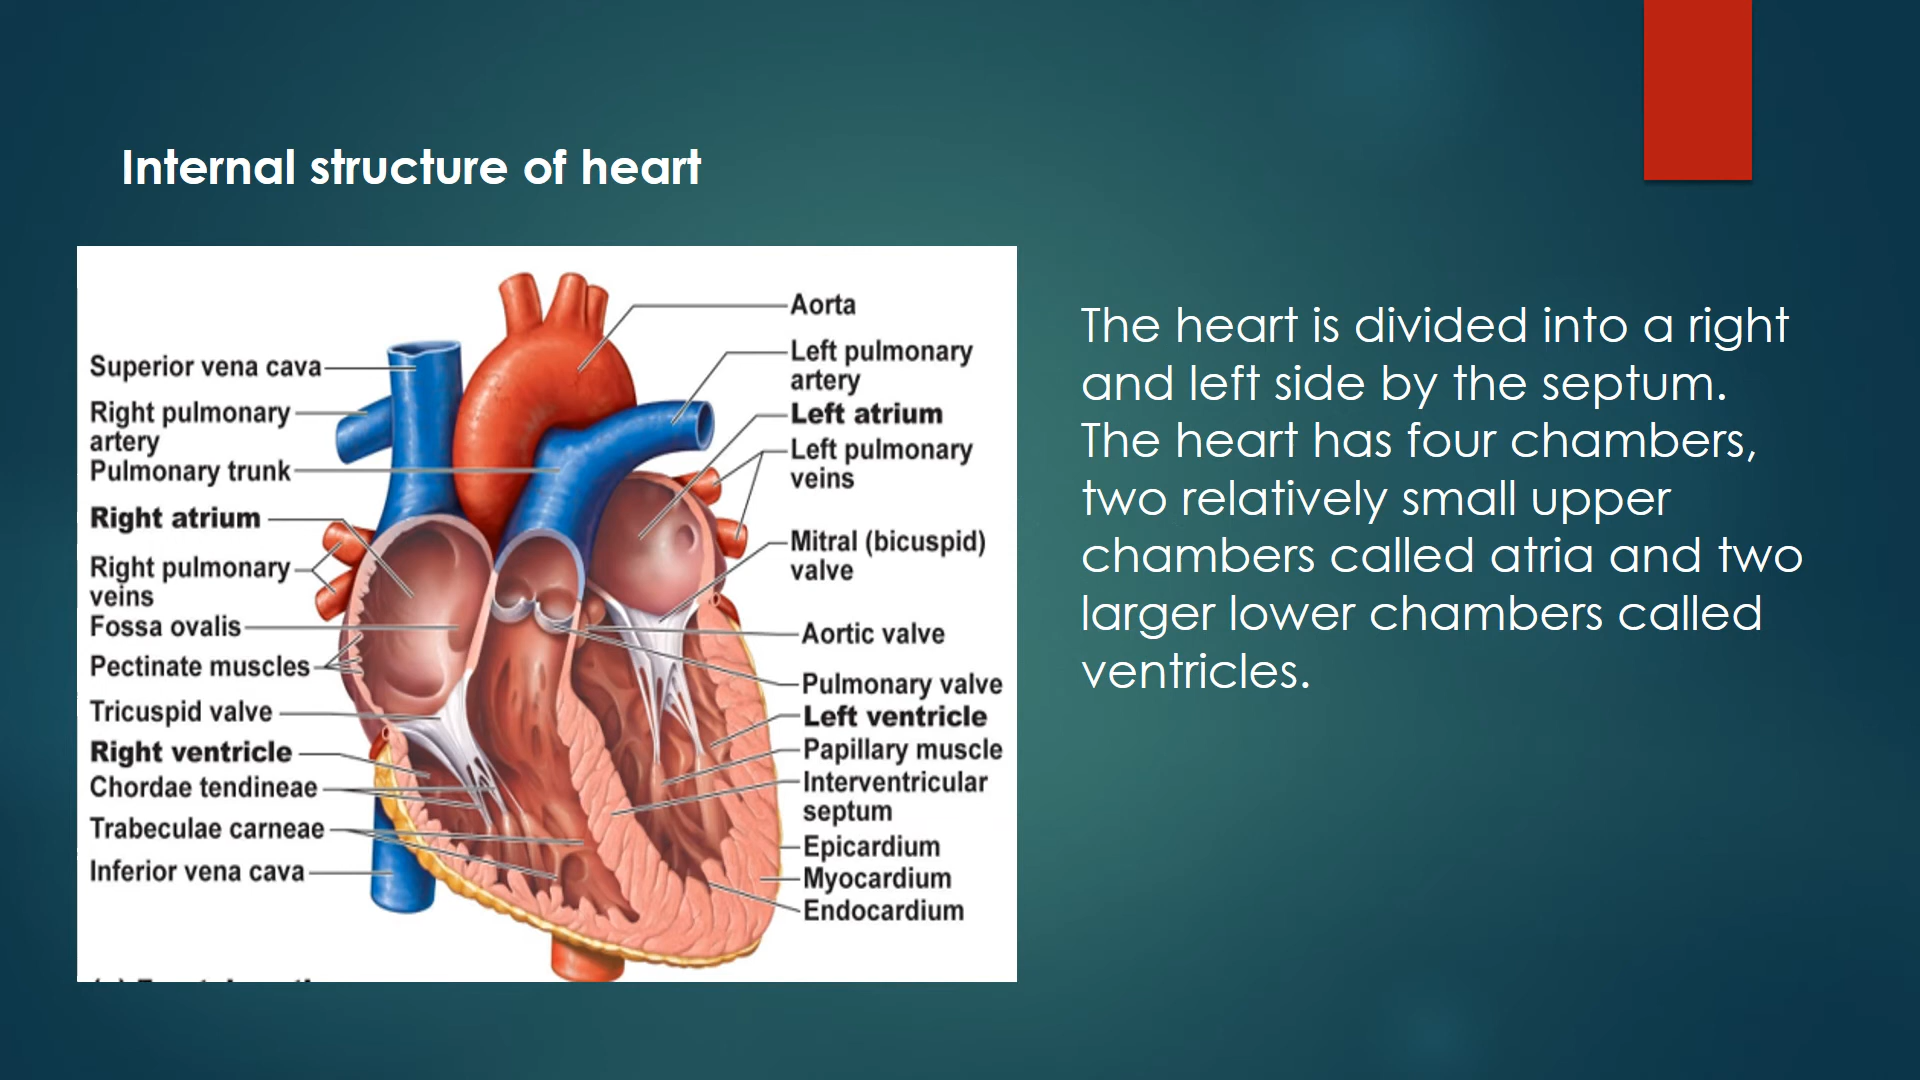 Internal structure of heart
Superior vena cava
Right pulmonary
artery
Pulmonary trunk
Right atrium
Right pulmonary
veins
Fossa ovalis
Pectinate muscles
Tricuspid valve
Right ventricle
Chordae tendineae
Trabeculae carneae
Inferior vena cava
Aorta
Left pulmonary
artery
Left atrium
Left pulmonary
veins
Mitral (bicuspid)
valve
Aortic valve
Pulmonary valve
Left ventricle
Papillary muscle
Interventricular
septum
Epicardium
Myocardium
Endocardium
The heart is divided into a right
and left side by the septum.
The heart has four chambers,
two relatively small upper
chambers called atria and two
larger lower chambers called
ventricles.